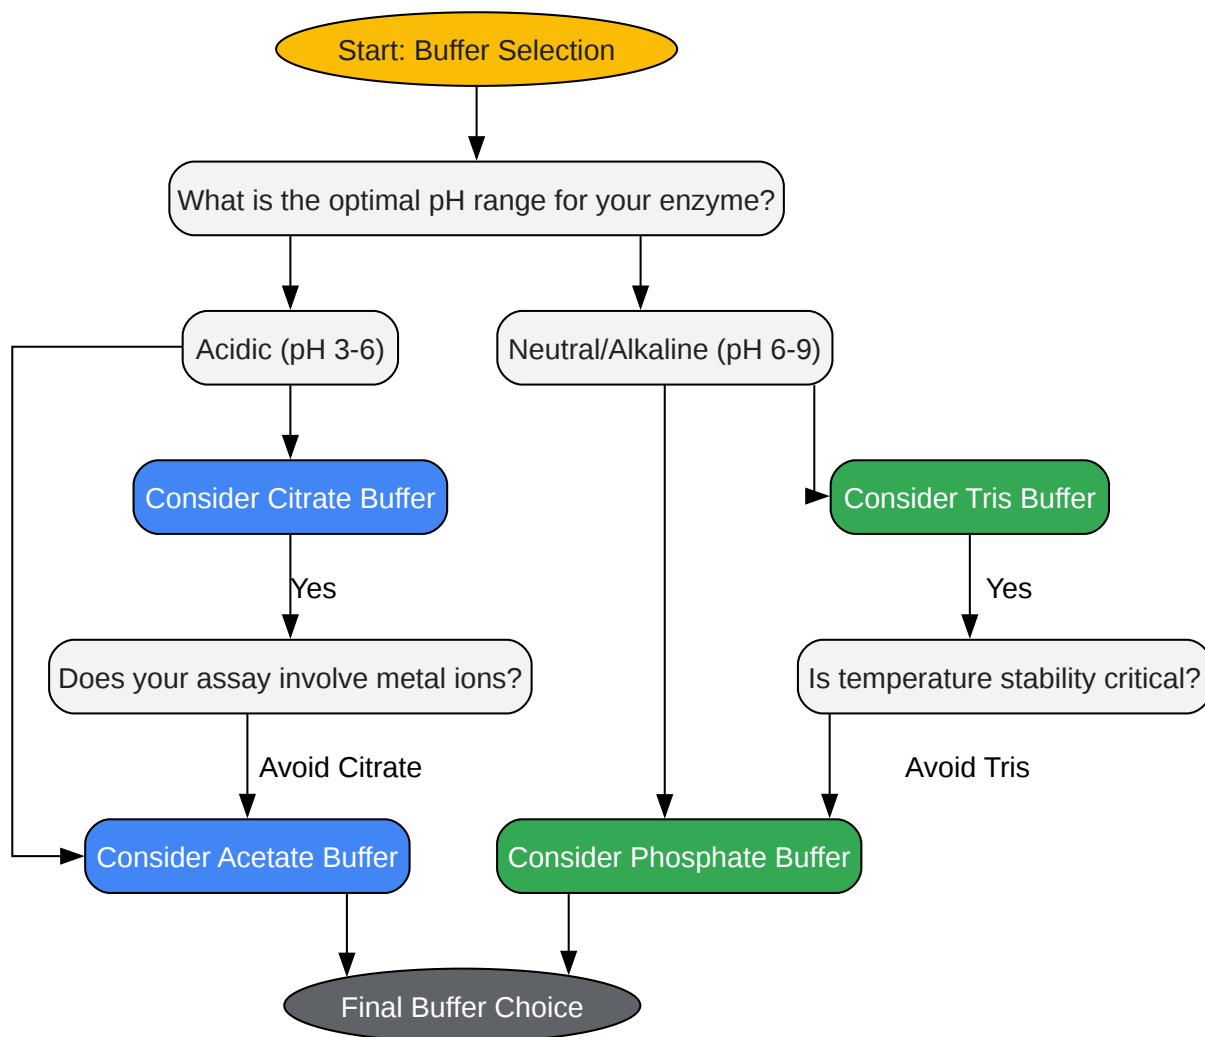 Start: Buffer Selection
What is the optimal pH range for your enzyme?
Acidic (pH 3-6)
Neutral/Alkaline (pH 6-9)
Consider Citrate Buffer
Consider Tris Buffer
Yes
Yes
Does your assay involve metal ions?
Is temperature stability critical?
Avoid Citrate
Avoid Tris
Consider Acetate Buffer
Consider Phosphate Buffer
Final Buffer Choice